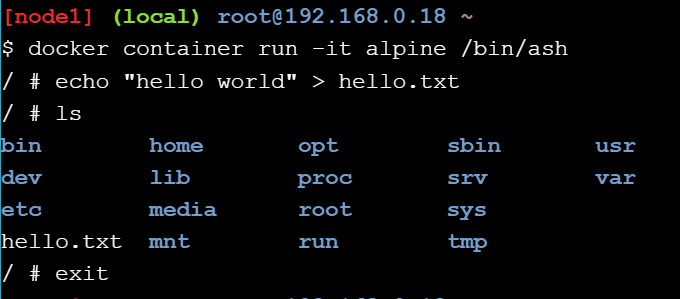 [node1] (local) root@192.168.0.18 ~
$ docker container run -it alpine /bin/ash
/ # echo "hello world" > hello.txt
/ # ls
bin home opt sbin usr
dev lib proc srv var
etc media root sys
hello.txt mnt run tmp
/ # exit